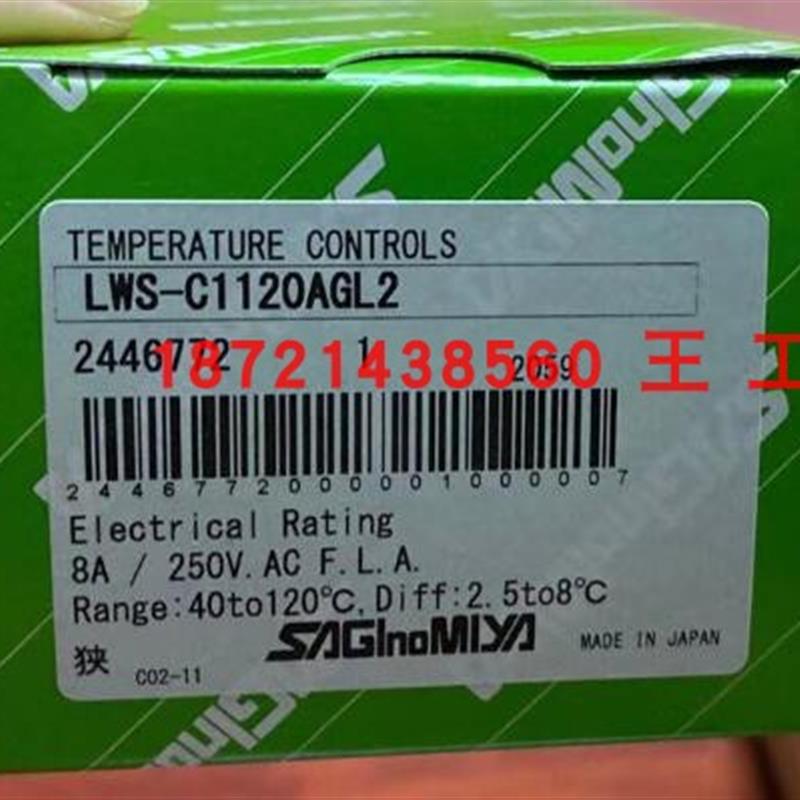 TEMPERATURE CONTROLS
LWS-C1120AGL2
2446772 1 2059
18721438560 王 工
2446772000001000007
Electrical Rating
8A / 250V.AC F.L.A.
Range:40to120℃,Diff:2.5to8℃
狭 C02-11 SAGInoMIYA MADE IN JAPAN